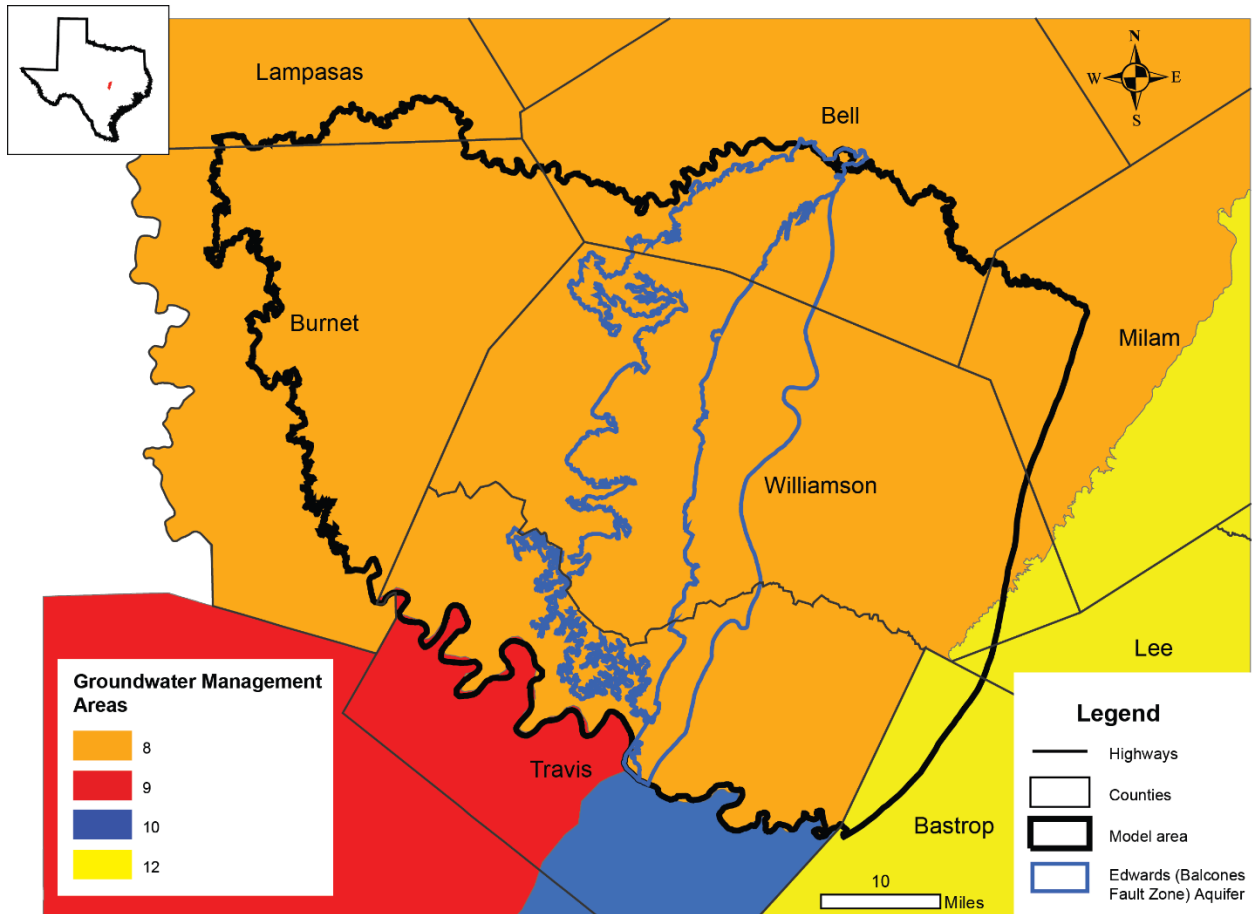 N
W E
S
Lampasas
Bell
Burnet
Milam
Williamson
Lee
Travis
Bastrop
Groundwater Management
Areas
8
9
10
12
10
Miles
Legend
Highways
Counties
Model area
Edwards (Balcones
Fault Zone) Aquifer